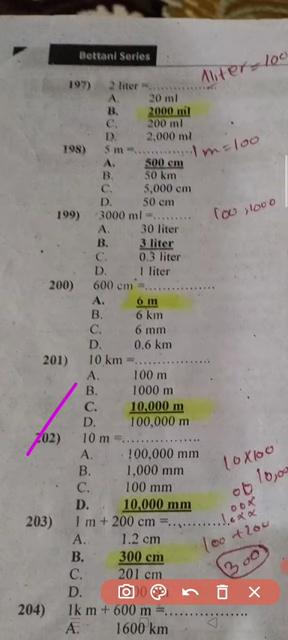 Bettani Series
1liter=100
197) 2 liter =................
A. 20 ml
B. 2000 ml
C. 200 ml
D. 2,000 ml
198) 5 m =..............
1m=100
A. 500 cm
B. 50 km
C. 5,000 cm
D. 50 cm
199) 3000 ml =.........
A. 30 liter
B. 3 liter
C. 0.3 liter
D. 1 liter
200) 600 cm =................
A. 6 m
B. 6 km
C. 6 mm
D. 0.6 km
201) 10 km =................
A. 100 m
B. 1000 m
C. 10,000 m
D. 100,000 m
202) 10 m =................
A. 100,000 mm
10x100
B. 1,000 mm
C. 100 mm
D. 10,000 mm
203) 1 m + 200 cm =..............
100+200
A. 1.2 cm
B. 300 cm
300
C. 201 cm
D.
204) 1k m + 600 m =................
A. 1600 km